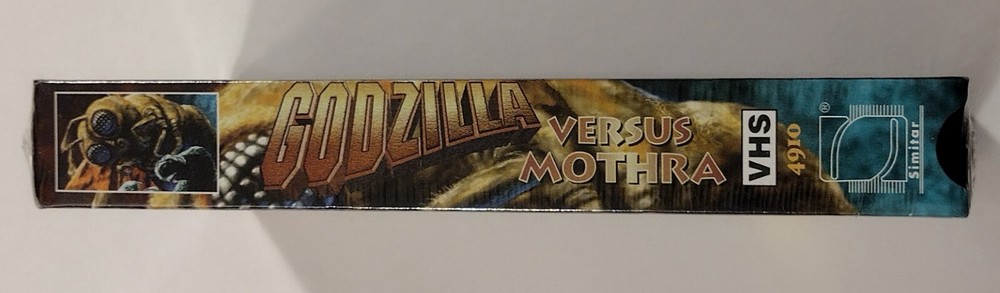 GODZILLA
VERSUS
MOTHRA
VHS
4910
®
Simitar